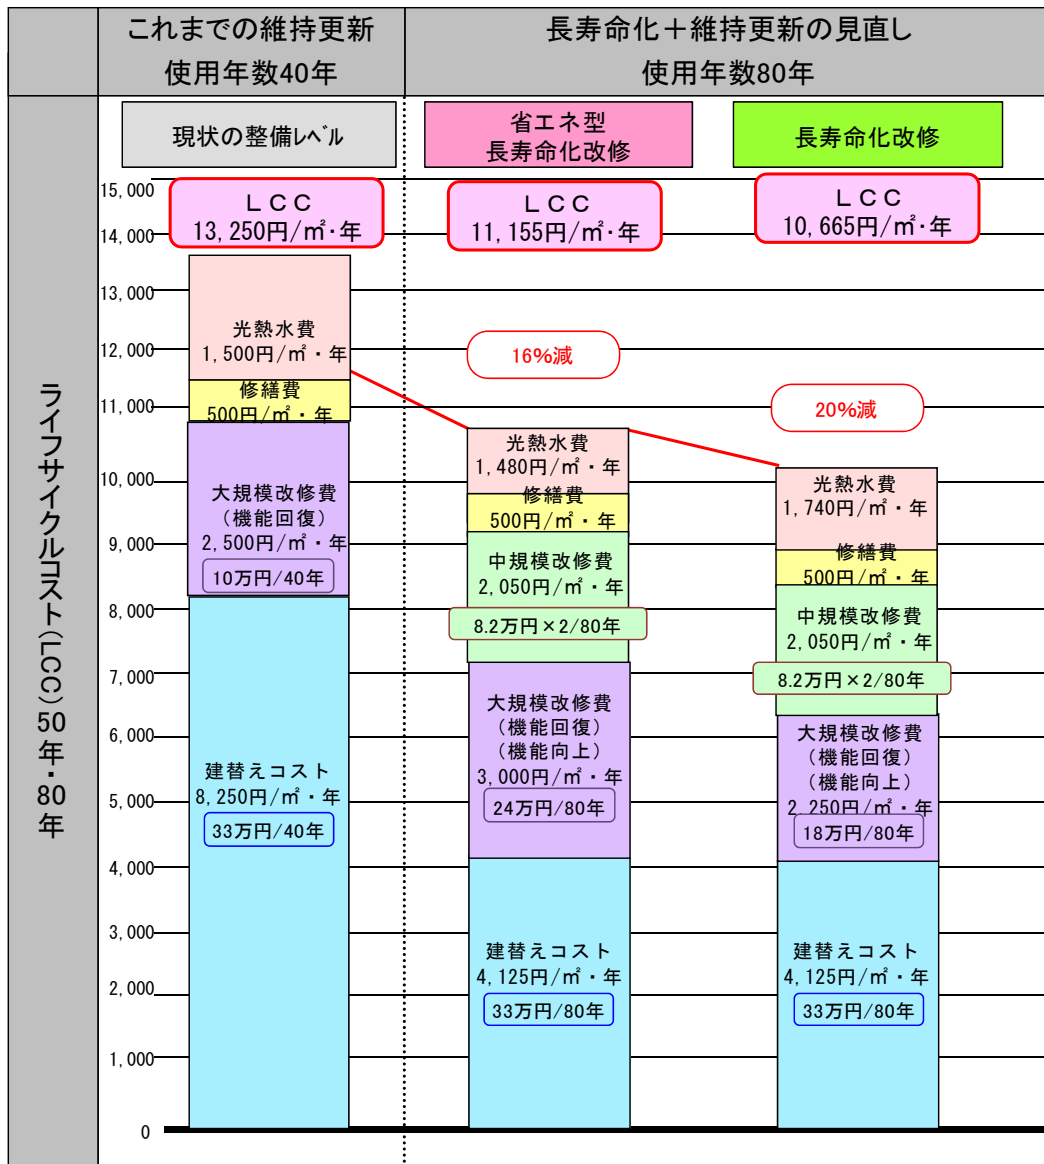 これまでの維持更新
使用年数40年
長寿命化＋維持更新の見直し
使用年数80年
ライフサイクルコスト（LCC）50年・80年
現状の整備ﾚﾍﾞﾙ
省エネ型
長寿命化改修
長寿命化改修
15,000
14,000
13,000
12,000
11,000
10,000
9,000
8,000
7,000
6,000
5,000
4,000
3,000
2,000
1,000
0
ＬＣＣ
13,250円/㎡・年
光熱水費
1,500円/㎡・年
修繕費
500円/㎡・年
大規模改修費
（機能回復）
2,500円/㎡・年
10万円/40年
建替えコスト
8,250円/㎡・年
33万円/40年
ＬＣＣ
11,155円/㎡・年
16%減
光熱水費
1,480円/㎡・年
修繕費
500円/㎡・年
中規模改修費
2,050円/㎡・年
8.2万円×2/80年
大規模改修費
（機能回復）
（機能向上）
3,000円/㎡・年
24万円/80年
建替えコスト
4,125円/㎡・年
33万円/80年
ＬＣＣ
10,665円/㎡・年
20%減
光熱水費
1,740円/㎡・年
修繕費
500円/㎡・年
中規模改修費
2,050円/㎡・年
8.2万円×2/80年
大規模改修費
（機能回復）
（機能向上）
2,250円/㎡・年
18万円/80年
建替えコスト
4,125円/㎡・年
33万円/80年